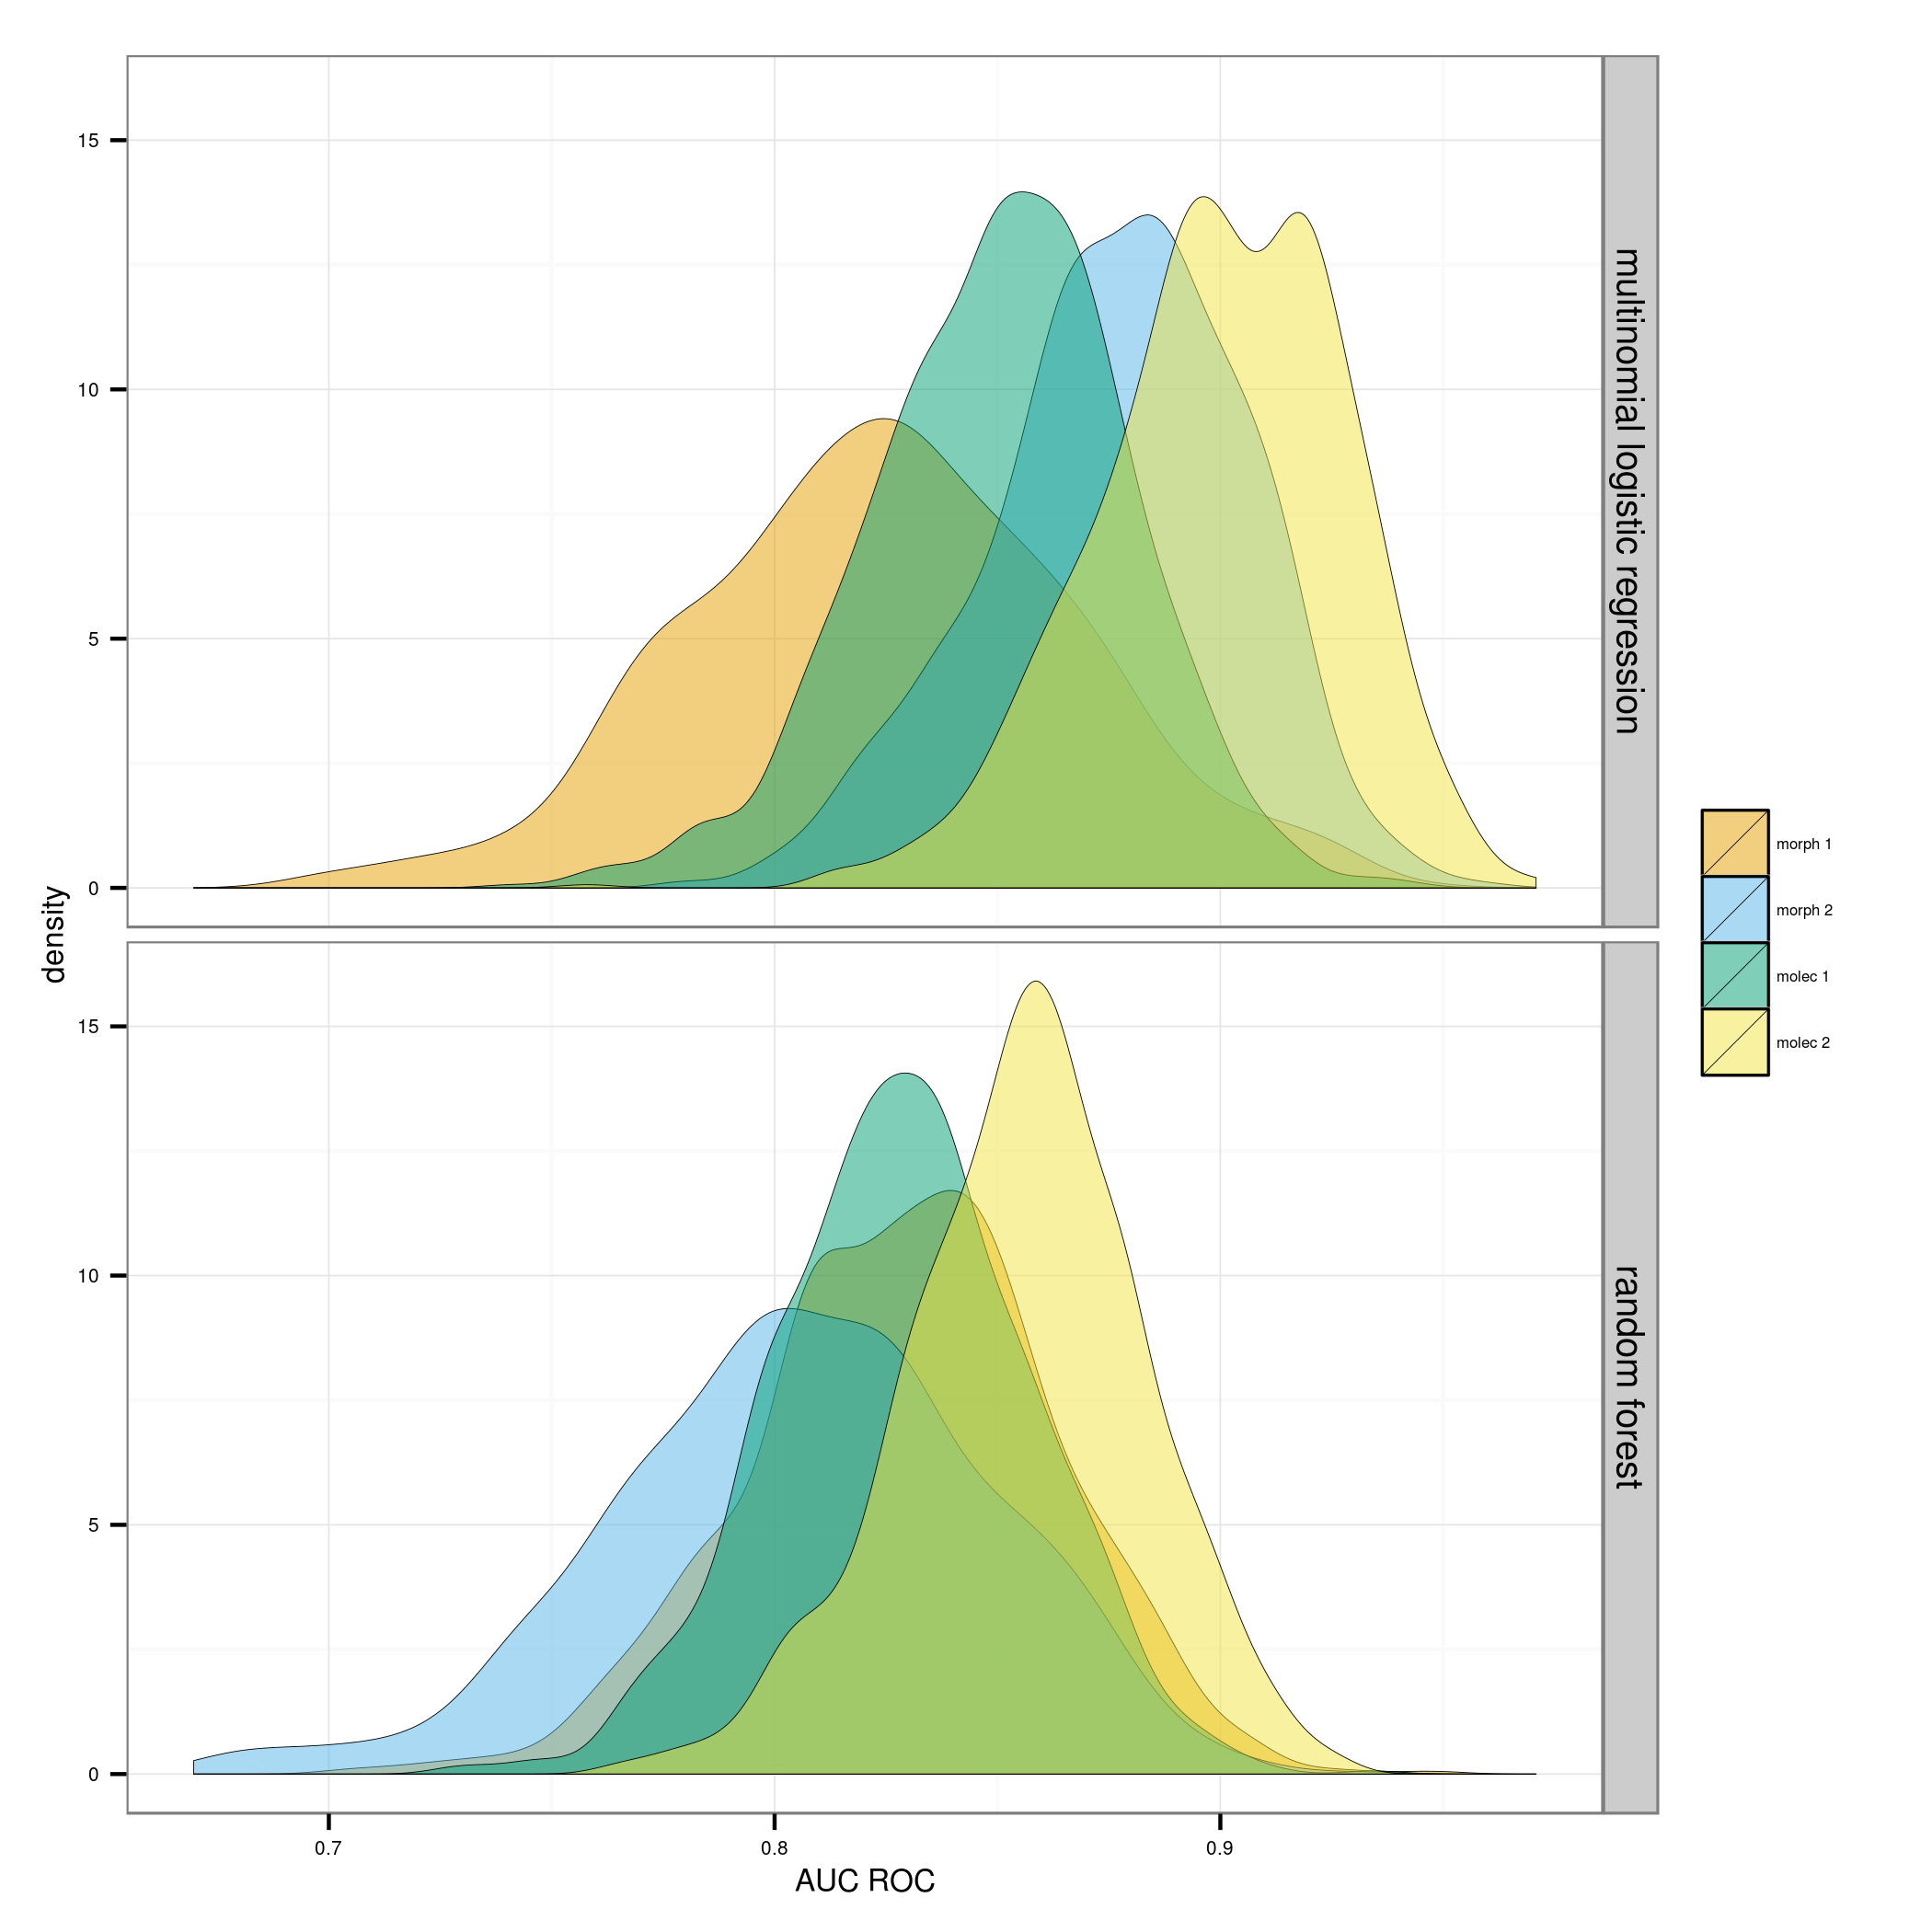 15
10
5
0
multinomial logistic regression
density
15
10
5
0
random forest
0.7
0.8
0.9
AUC ROC
morph 1
morph 2
molec 1
molec 2